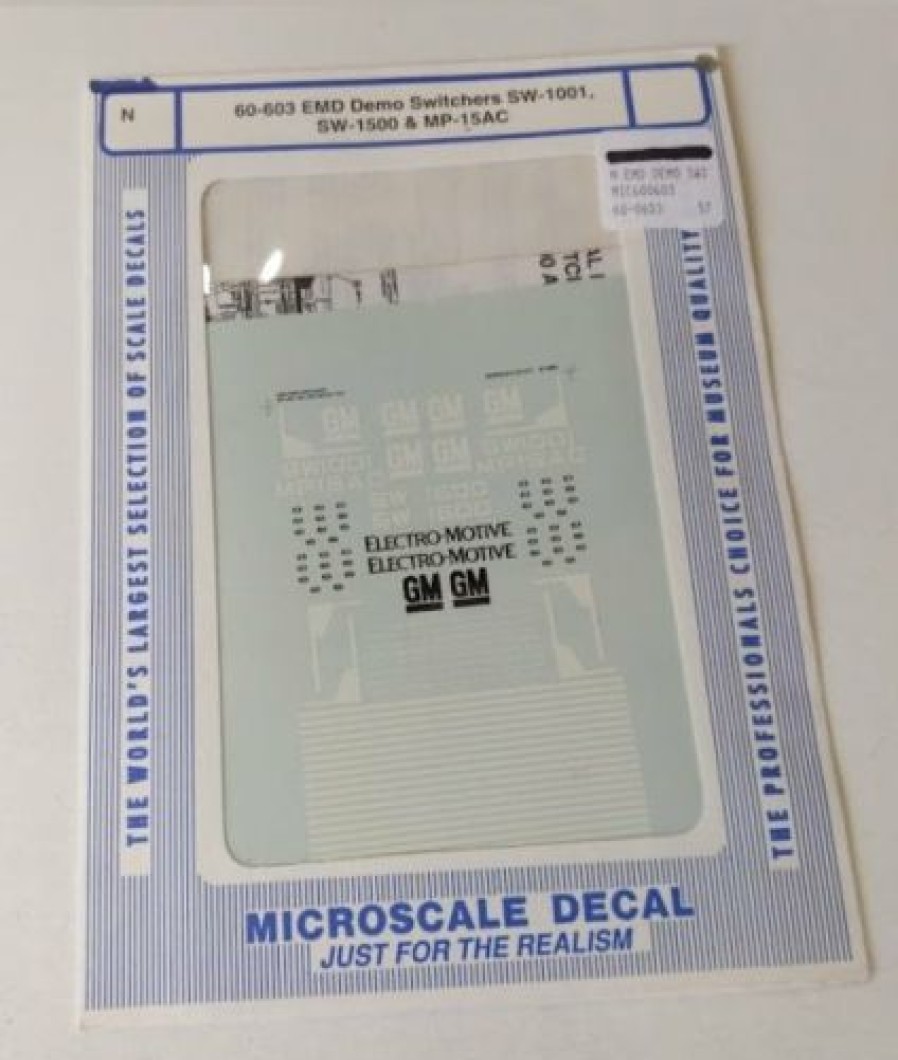 N
60-603 EMD Demo Switchers SW-1001,
SW-1500 & MP-15AC
N EMD DEMO
MIC600603
60-0603
THE WORLD'S LARGEST SELECTION OF SCALE DECALS
THE PROFESSIONALS CHOICE FOR MUSEUM QUALITY
GM GM GM GM
GM GM
SW1001
MP15AC
SW 1500
SW 1500
ELECTRO-MOTIVE
ELECTRO-MOTIVE
GM GM
MICROSCALE DECAL
JUST FOR THE REALISM